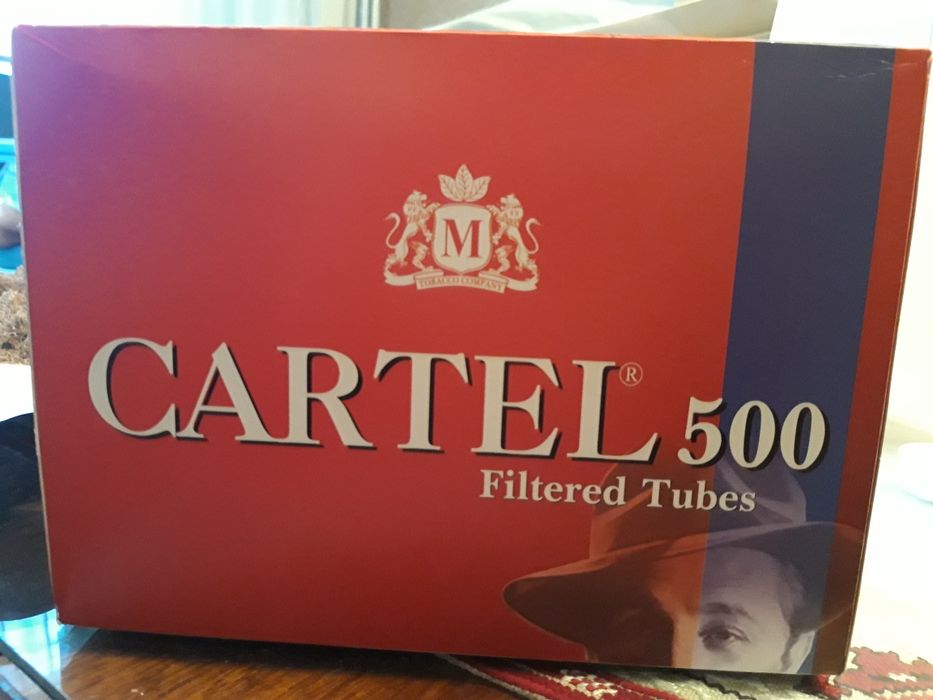 M
TOBACCO COMPANY
CARTEL® 500
Filtered Tubes